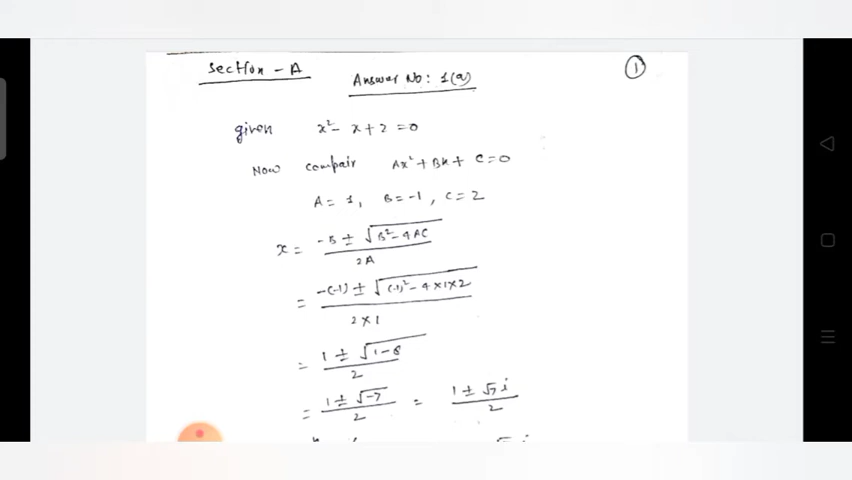 Section - A
Answer No: 1(a)
1
given x² - x + 2 = 0
Now compair Ax² + Bx + C = 0
A = 1, B = -1, C = 2
x = -B ± √B² - 4AC / 2A
= -(-1) ± √(-1)² - 4×1×2 / 2×1
= 1 ± √1-8 / 2
= 1 ± √-7 / 2 = 1 ± √7 i / 2